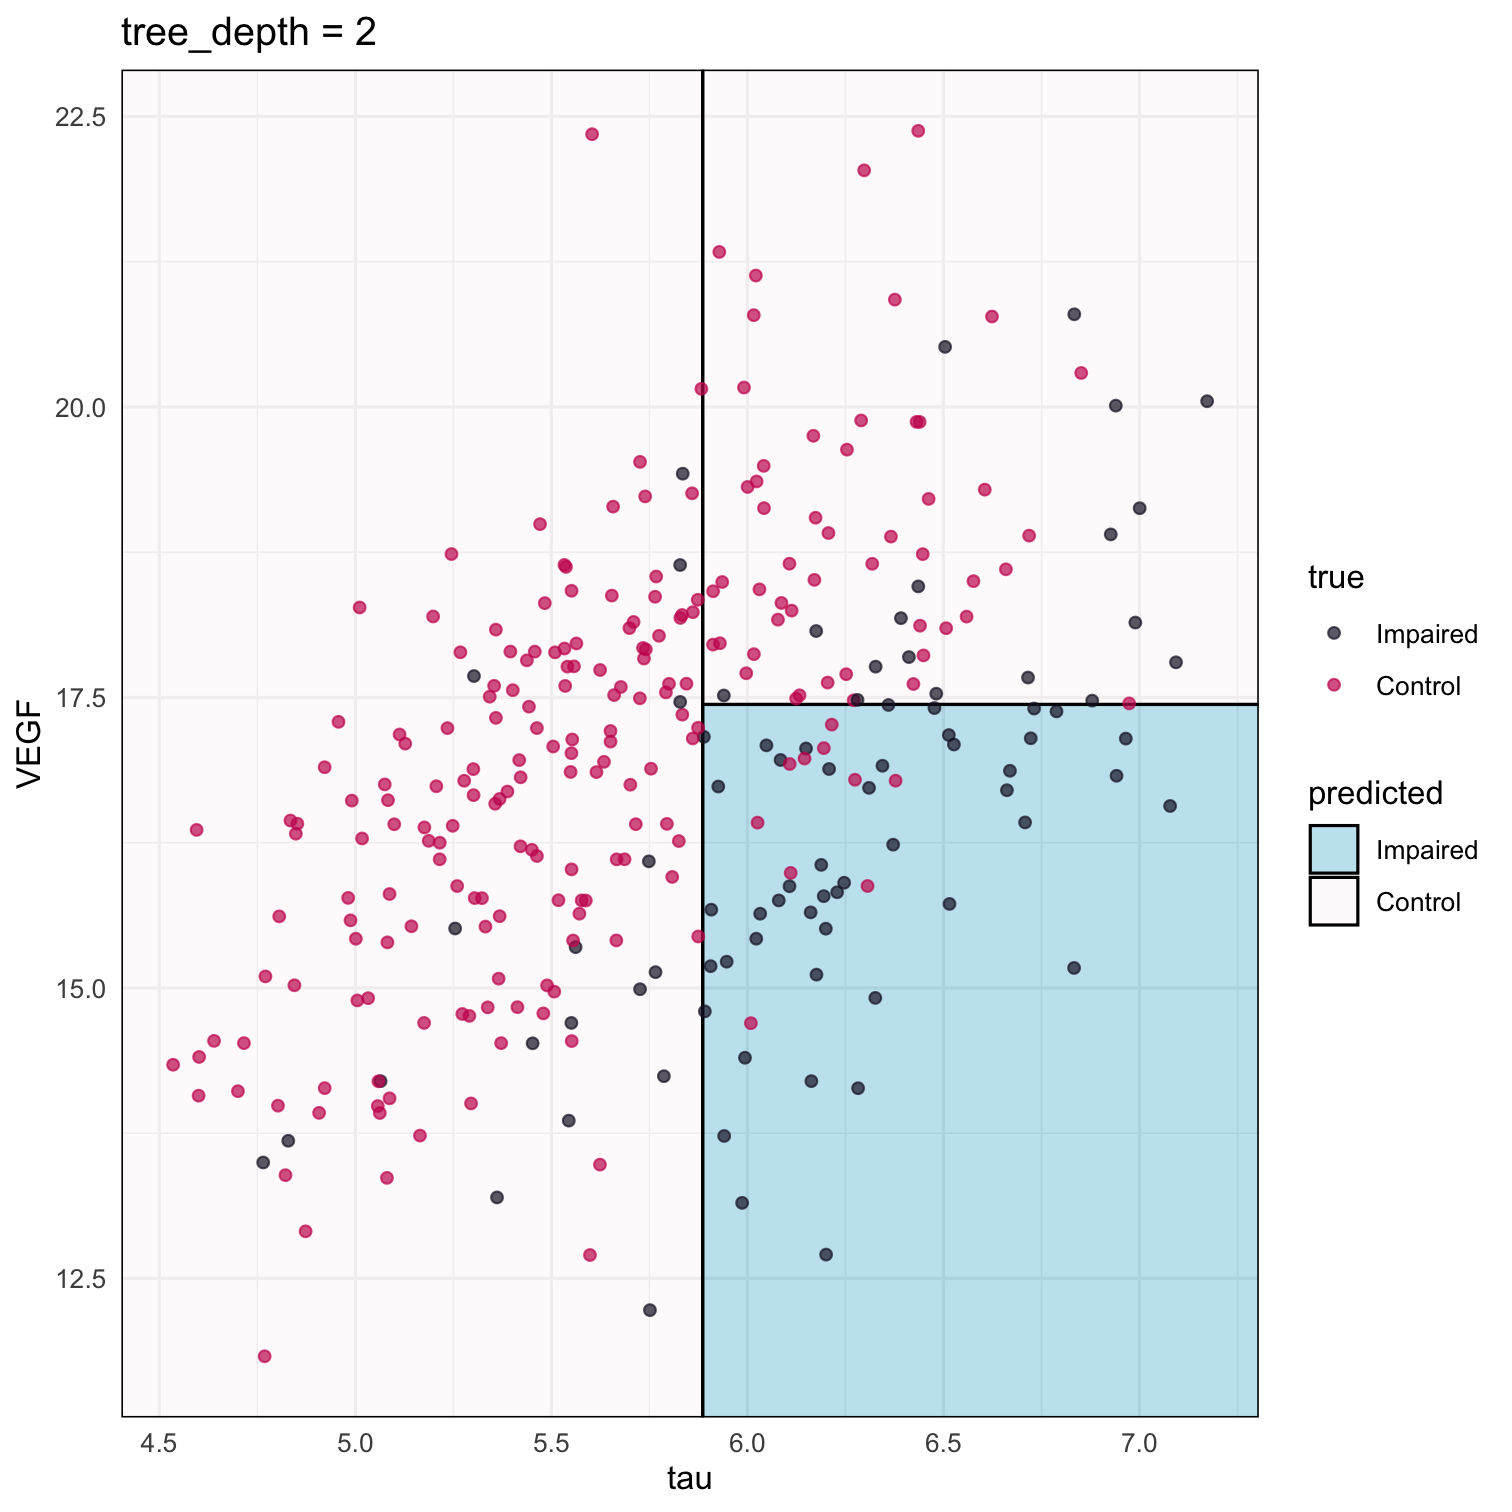 tree_depth = 2
22.5
20.0
17.5
15.0
12.5
VEGF
4.5 5.0 5.5 6.0 6.5 7.0
tau
true
Impaired
Control
predicted
Impaired
Control